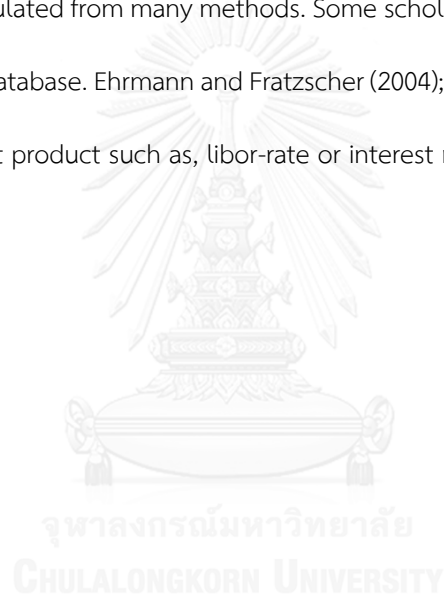 ulated from many methods. Some schol
atabase. Ehrmann and Fratzscher (2004);
t product such as, libor-rate or interest r
จุฬาลงกรณ์มหาวิทยาลัย
CHULALONGKORN UNIVERSITY